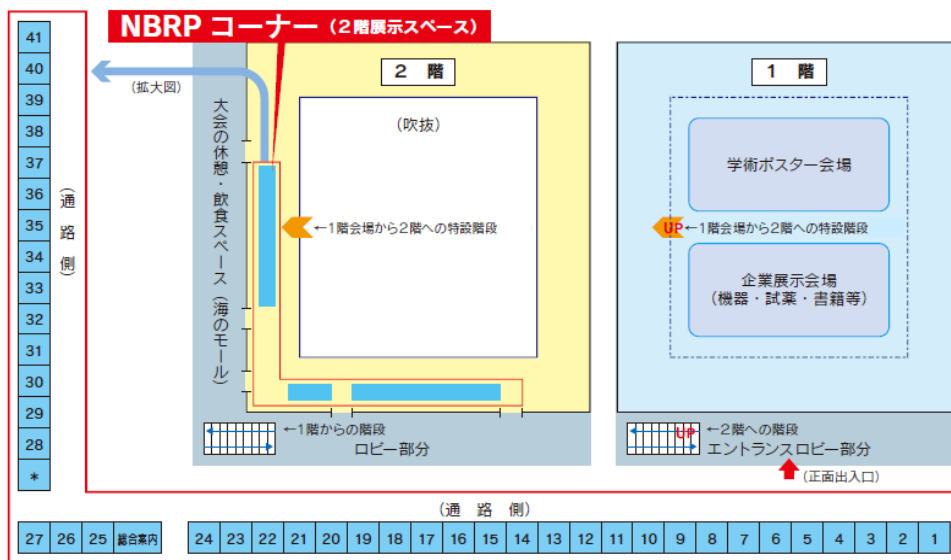 NBRP コーナー（2階展示スペース）
41
40
39
38
37
36
35
34
33
32
31
30
29
28
*
（通路側）
（拡大図）
大会の休憩・飲食スペース（海のモール）
2 階
（吹抜）
←1階会場から2階への特設階段
←1階からの階段
ロビー部分
1 階
学術ポスター会場
UP←1階会場から2階への特設階段
企業展示会場
（機器・試薬・書籍等）
UP ←2階への階段
エントランスロビー部分
（正面出入口）
（通路側）
27 26 25 総合案内 24 23 22 21 20 19 18 17 16 15 14 13 12 11 10 9 8 7 6 5 4 3 2 1